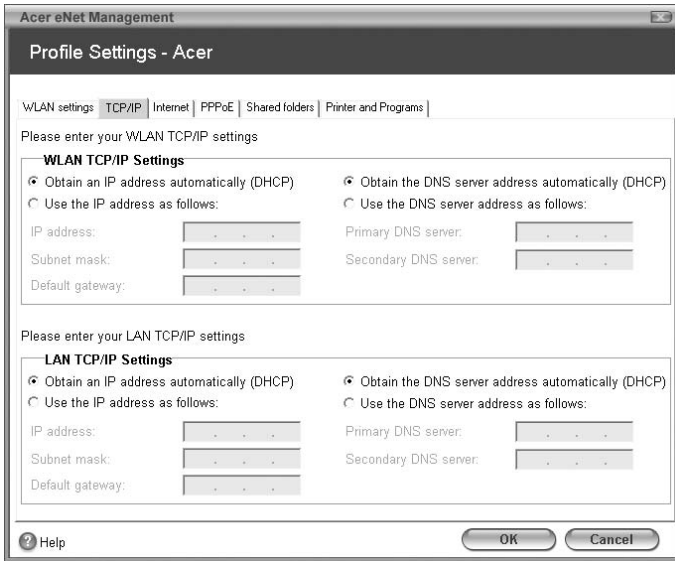 Acer eNet Management
Profile Settings - Acer
WLAN settings TCP/IP Internet PPPoE Shared folders Printer and Programs
Please enter your WLAN TCP/IP settings
WLAN TCP/IP Settings
Obtain an IP address automatically (DHCP) Obtain the DNS server address automatically (DHCP)
Use the IP address as follows: Use the DNS server address as follows:
IP address: Primary DNS server:
Subnet mask: Secondary DNS server:
Default gateway:
Please enter your LAN TCP/IP settings
LAN TCP/IP Settings
Obtain an IP address automatically (DHCP) Obtain the DNS server address automatically (DHCP)
Use the IP address as follows: Use the DNS server address as follows:
IP address: Primary DNS server:
Subnet mask: Secondary DNS server:
Default gateway:
? Help OK Cancel